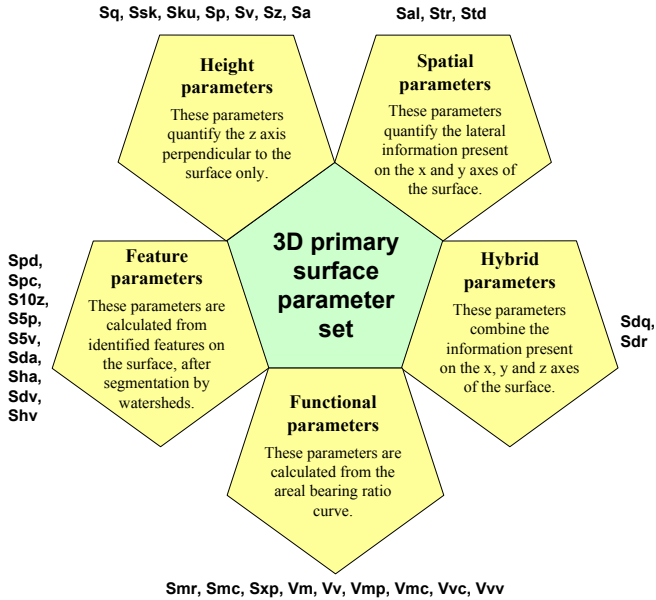 Sq, Ssk, Sku, Sp, Sv, Sz, Sa
Height
parameters
These parameters
quantify the z axis
perpendicular to the
surface only.
Sal, Str, Std
Spatial
parameters
These parameters
quantify the lateral
information present
on the x and y axes of
the surface.
3D primary
surface
parameter
set
Spd,
Spc,
S10z,
S5p,
S5v,
Sda,
Sha,
Sdv,
Shv
Feature
parameters
These parameters are
calculated from
identified features on
the surface, after
segmentation by
watersheds.
Hybrid
parameters
These parameters
combine the
information present
on the x, y and z axes
of the surface.
Sdq,
Sdr
Functional
parameters
These parameters are
calculated from the
areal bearing ratio
curve.
Smr, Smc, Sxp, Vm, Vv, Vmp, Vmc, Vvc, Vvv